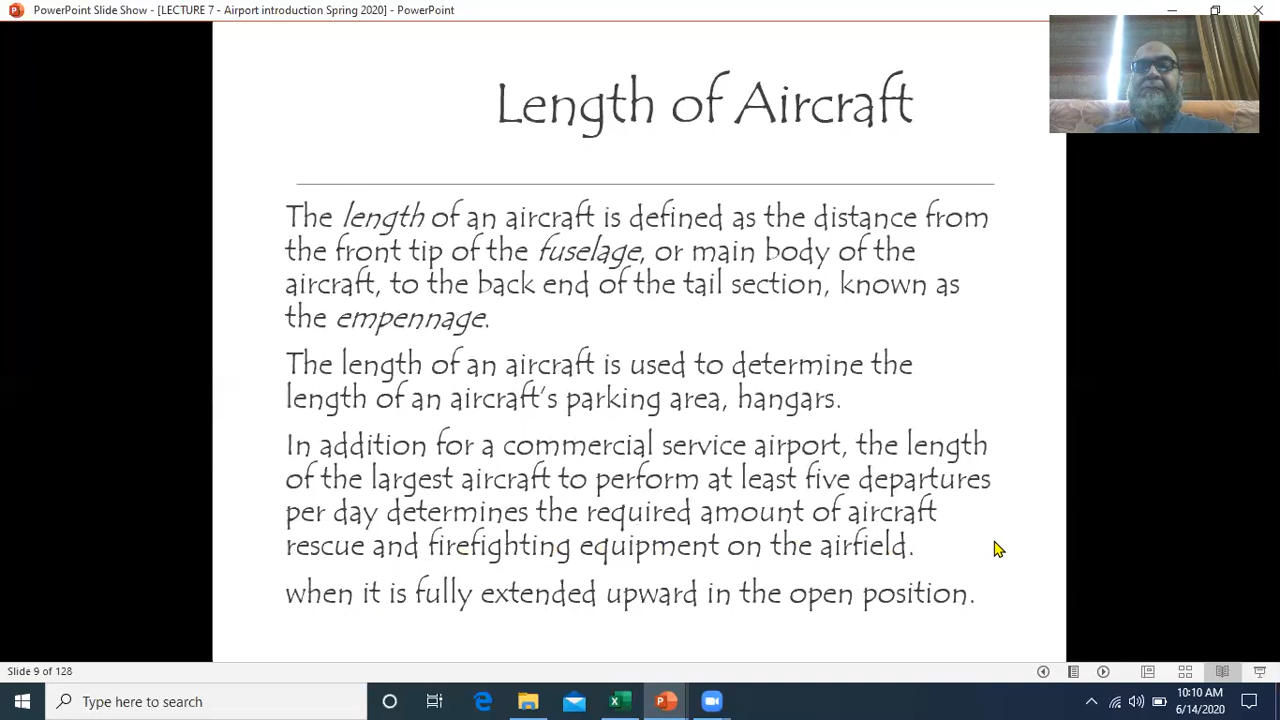 PowerPoint Slide Show - [LECTURE 7 - Airport introduction Spring 2020] - PowerPoint
Length of Aircraft
The length of an aircraft is defined as the distance from
the front tip of the fuselage, or main body of the
aircraft, to the back end of the tail section, known as
the empennage.
The length of an aircraft is used to determine the
length of an aircraft's parking area, hangars.
In addition for a commercial service airport, the length
of the largest aircraft to perform at least five departures
per day determines the required amount of aircraft
rescue and firefighting equipment on the airfield.
when it is fully extended upward in the open position.
Slide 9 of 128
Type here to search
10:10 AM
6/14/2020